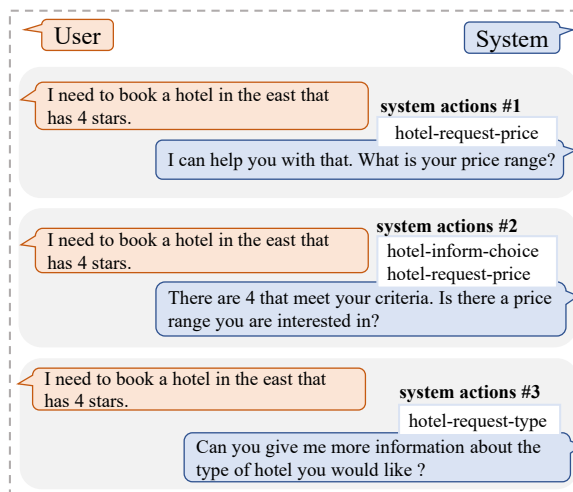 User
System
I need to book a hotel in the east that
has 4 stars.
system actions #1
hotel-request-price
I can help you with that. What is your price range?
I need to book a hotel in the east that
has 4 stars.
system actions #2
hotel-inform-choice
hotel-request-price
There are 4 that meet your criteria. Is there a price
range you are interested in?
I need to book a hotel in the east that
has 4 stars.
system actions #3
hotel-request-type
Can you give me more information about the
type of hotel you would like ?